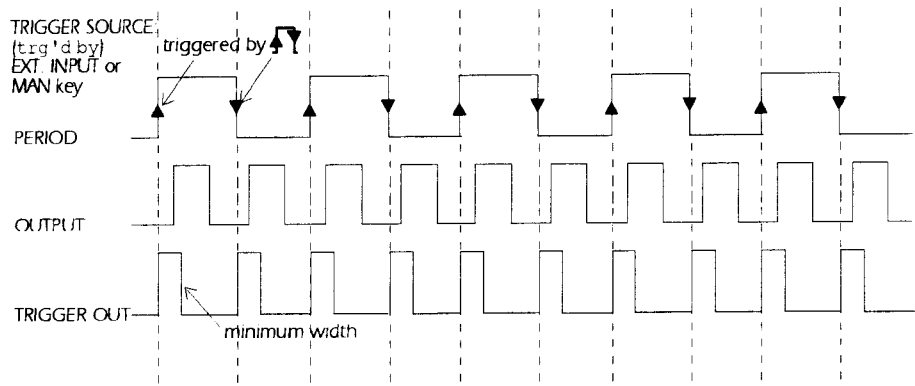 TRIGGER SOURCE
(trg'd by)
EXT. INPUT or
MAN key
triggered by
PERIOD
OUTPUT
TRIGGER OUT
minimum width